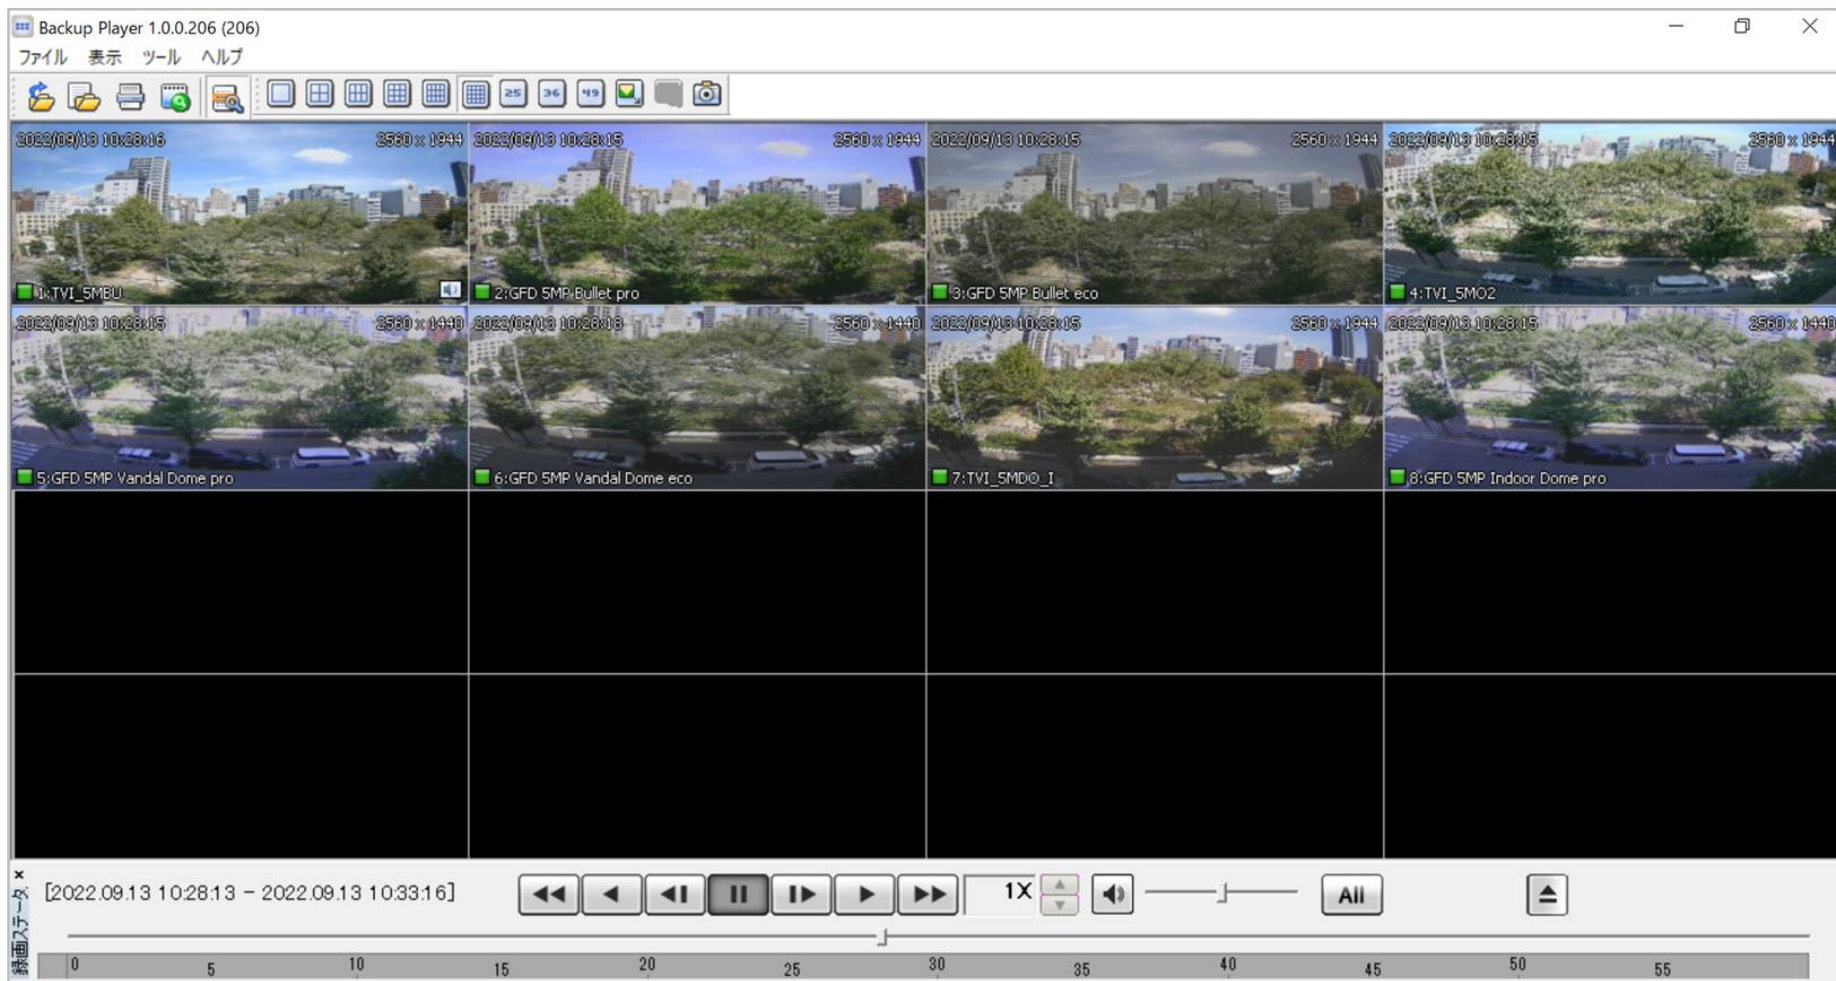 Backup Player 1.0.0.206 (206)
ファイル 表示 ツール ヘルプ
25 36 49
2022/09/13 10:28:16 2560 x 1944
2022/09/13 10:28:15 2560 x 1944
2022/09/13 10:28:15 2560 x 1944
2022/09/13 10:28:15 2560 x 1944
1:TVI_5MBU
2:GFD 5MP Bullet pro
3:GFD 5MP Bullet eco
4:TVI_5MO2
2022/09/13 10:28:15 2560 x 1440
2022/09/13 10:28:18 2560 x 1440
2022/09/13 10:28:15 2560 x 1944
2022/09/13 10:28:15 2560 x 1440
5:GFD 5MP Vandal Dome pro
6:GFD 5MP Vandal Dome eco
7:TVI_5MDO_I
8:GFD 5MP Indoor Dome pro
[2022.09.13 10:28:13 - 2022.09.13 10:33:16]
1X
All
録画ステータ
0 5 10 15 20 25 30 35 40 45 50 55